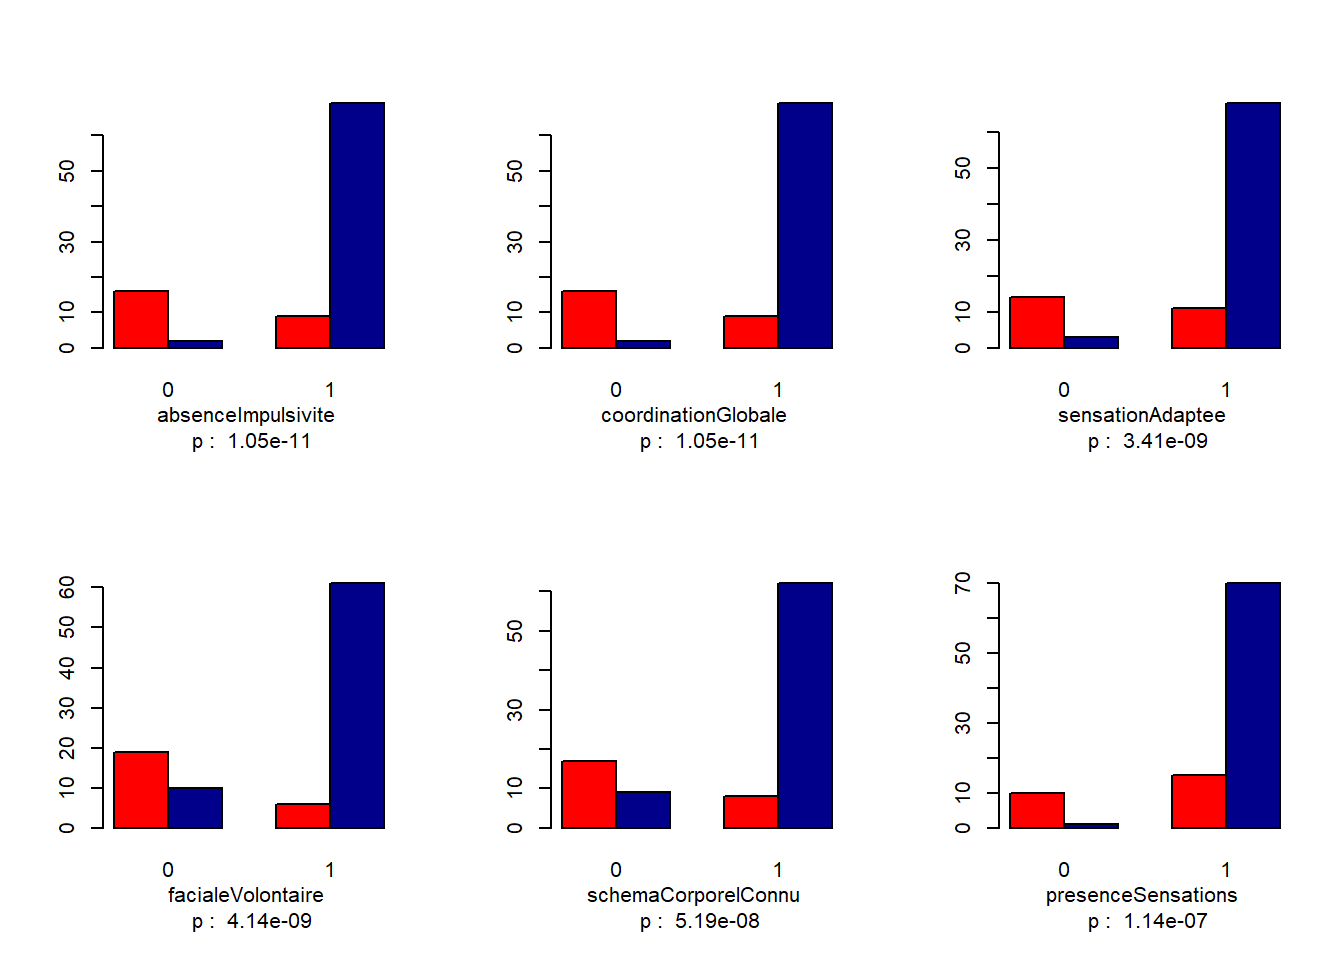 50
30
10
0
0 1
absenceImpulsivite
p : 1.05e-11
50
30
10
0
0 1
coordinationGlobale
p : 1.05e-11
50
30
10
0
0 1
sensationAdaptee
p : 3.41e-09
60
50
40
30
20
10
0
0 1
facialeVolontaire
p : 4.14e-09
50
30
10
0
0 1
schemaCorporelConnu
p : 5.19e-08
70
50
30
10
0
0 1
presenceSensations
p : 1.14e-07